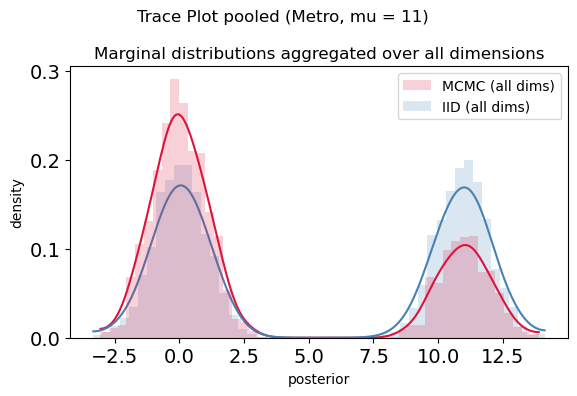 Trace Plot pooled (Metro, mu = 11)
Marginal distributions aggregated over all dimensions
MCMC (all dims)
IID (all dims)
density
0.3
0.2
0.1
0.0
−2.5 0.0 2.5 5.0 7.5 10.0 12.5
posterior